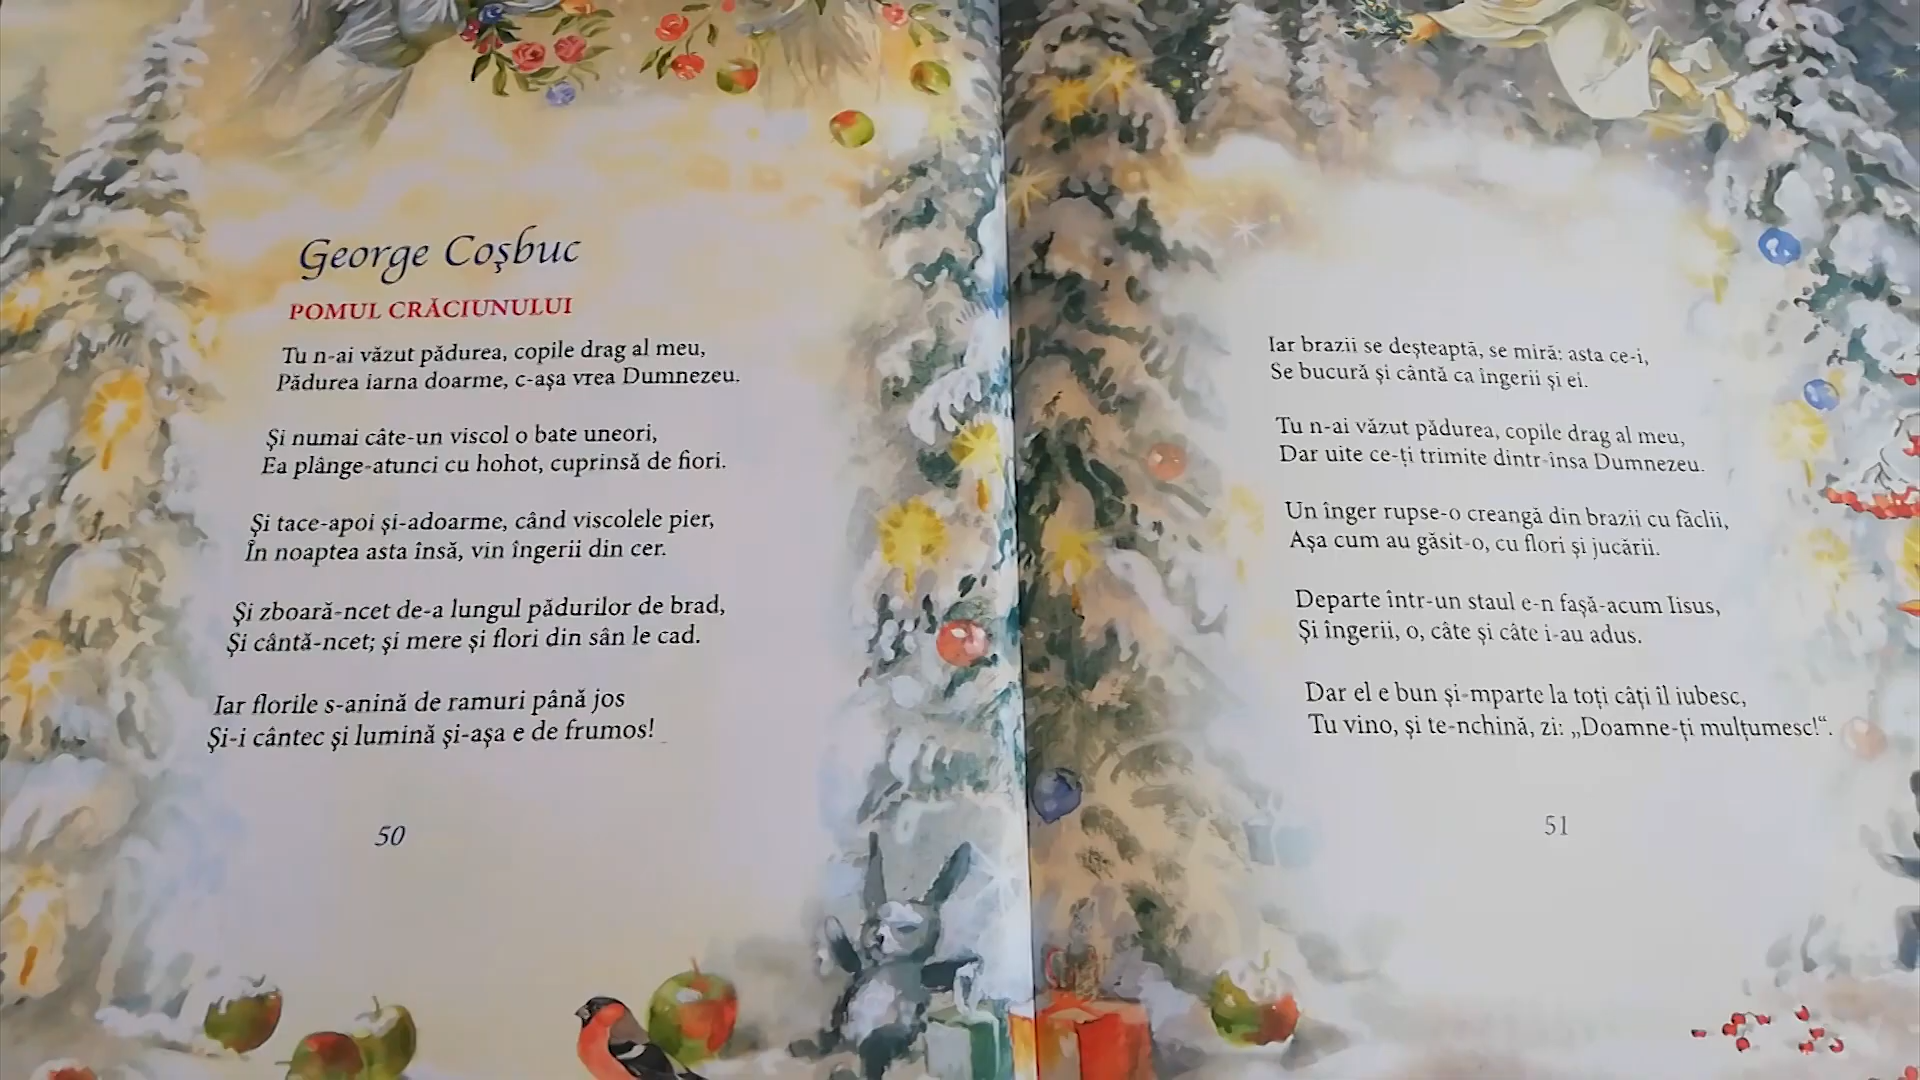 George Coşbuc
POMUL CRĂCIUNULUI
Tu n-ai văzut pădurea, copile drag al meu,
Pădurea iarna doarme, c-aşa vrea Dumnezeu.
Şi numai câte-un viscol o bate uneori,
Ea plânge-atunci cu hohot, cuprinsă de fiori.
Şi tace-apoi şi-adoarme, când viscolele pier,
În noaptea asta însă, vin îngerii din cer.
Şi zboară-ncet de-a lungul pădurilor de brad,
Şi cântă-ncet; şi mere şi flori din sân le cad.
Iar florile s-anină de ramuri până jos
Şi-i cântec şi lumină şi-aşa e de frumos!
50
Iar brazii se deşteaptă, se miră: asta ce-i,
Se bucură şi cântă ca îngerii şi ei.
Tu n-ai văzut pădurea, copile drag al meu,
Dar uite ce-ţi trimite dintr-însa Dumnezeu.
Un înger rupse-o creangă din brazii cu făclii,
Aşa cum au găsit-o, cu flori şi jucării.
Departe într-un staul e-n faşă-acum Iisus,
Şi îngerii, o, câte şi câte i-au adus.
Dar el e bun şi-mparte la toţi câţi îl iubesc,
Tu vino, şi te-nchină, zi: „Doamne-ţi mulţumesc!“.
51